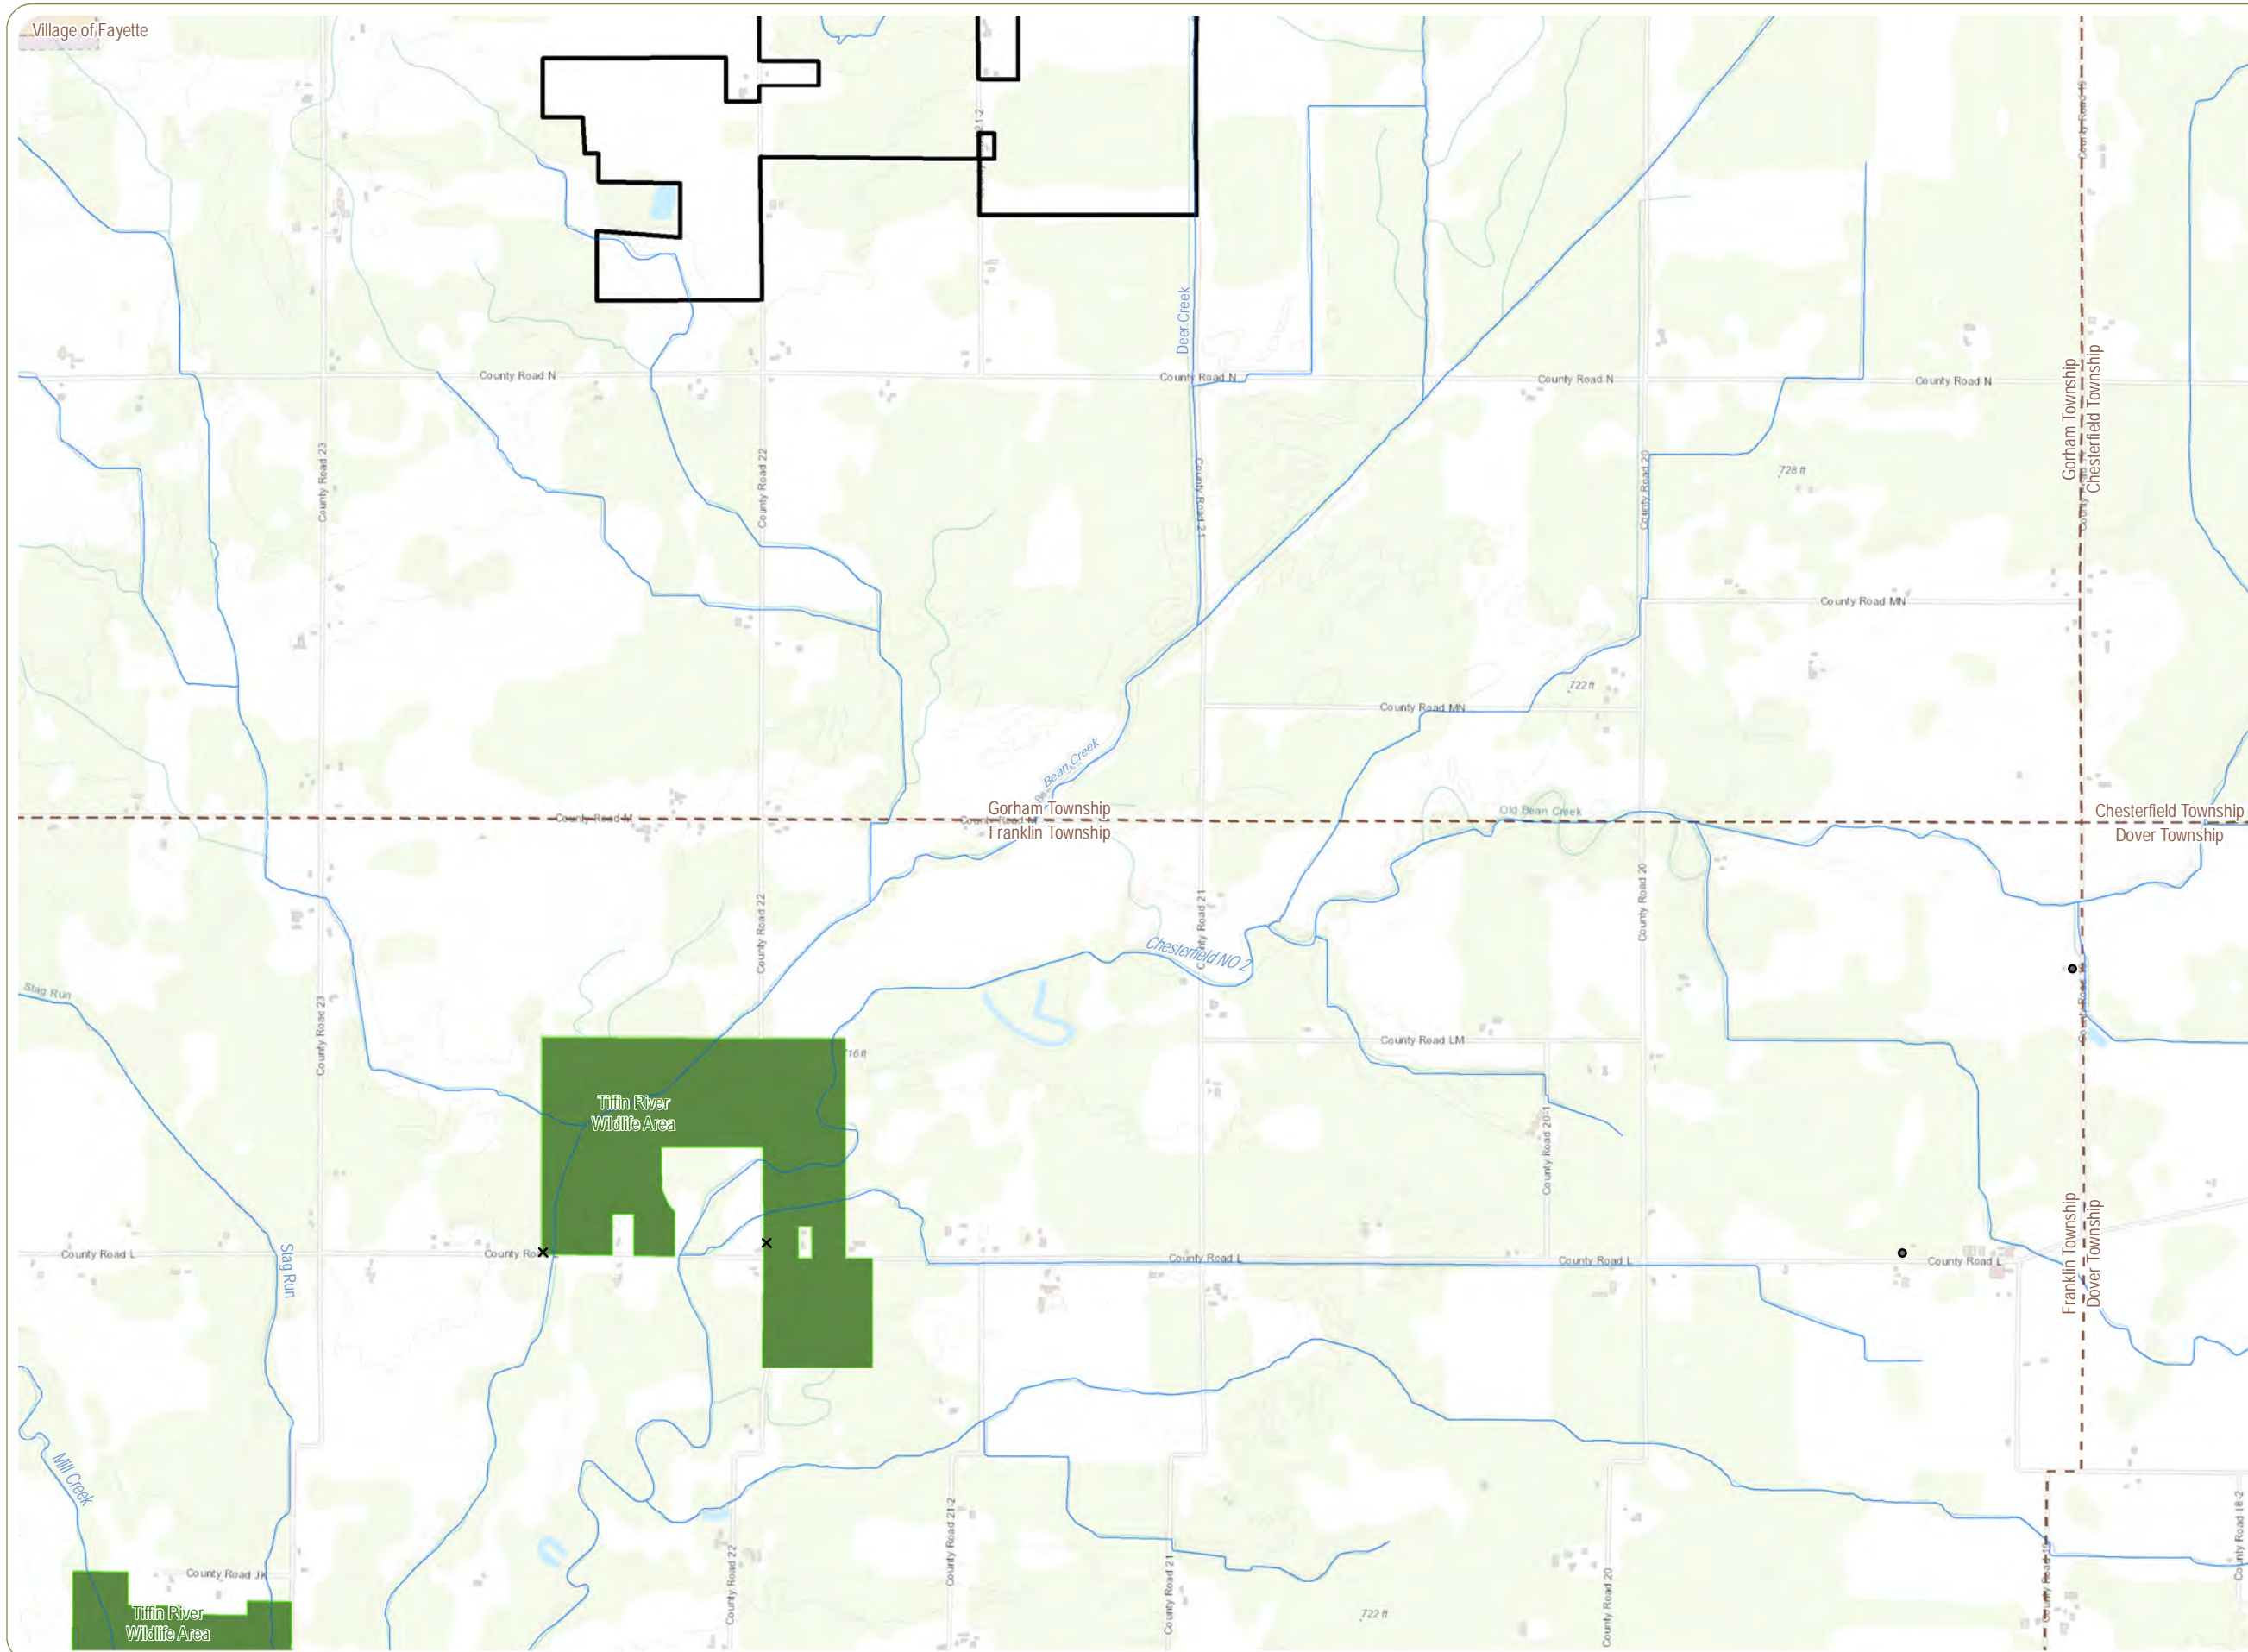 Village of Fayette
County Road N
County Road N
County Road N
County Road N
Deer Creek
County Road 23
County Road 22
County Road 21
County Road 20
728 ft
Gorham Township
Chesterfield Township
County Road MN
722 ft
County Road MN
Bean Creek
County Road M
Gorham Township
Franklin Township
Old Bean Creek
Chesterfield Township
Dover Township
County Road 22
County Road 21
County Road 20
Chesterfield NO 2
Stag Run
County Road 23
County Road LM
Tiffin River
Wildlife Area
County Road 20-1
County Road L
Stag Run
County Road L
County Road L
County Road L
Franklin Township
Dover Township
Mill Creek
County Road 21-2
County Road 22
County Road 21
County Road 20
County Road 18-2
County Road JK
Tiffin River
Wildlife Area
722 ft